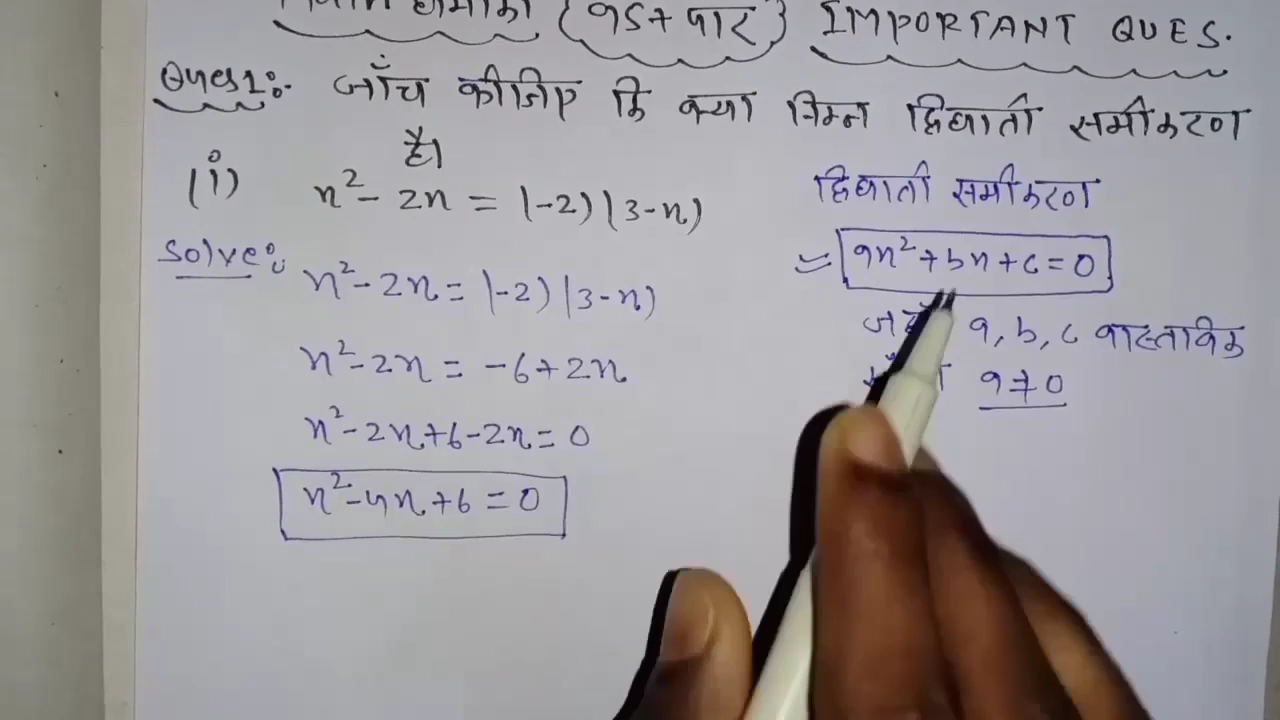 {95+ पार} IMPORTANT QUES.
Ques1:- जाँच कीजिए कि क्या निम्न द्विघाती समीकरण
है।
(i) x² - 2x = (-2)(3-x)
Solve:
x² - 2x = (-2)(3-x)
x² - 2x = -6 + 2x
x² - 2x + 6 - 2x = 0
x² - 4x + 6 = 0
द्विघाती समीकरण
= ax² + bx + c = 0
a, b, c वास्तविक
a ≠ 0